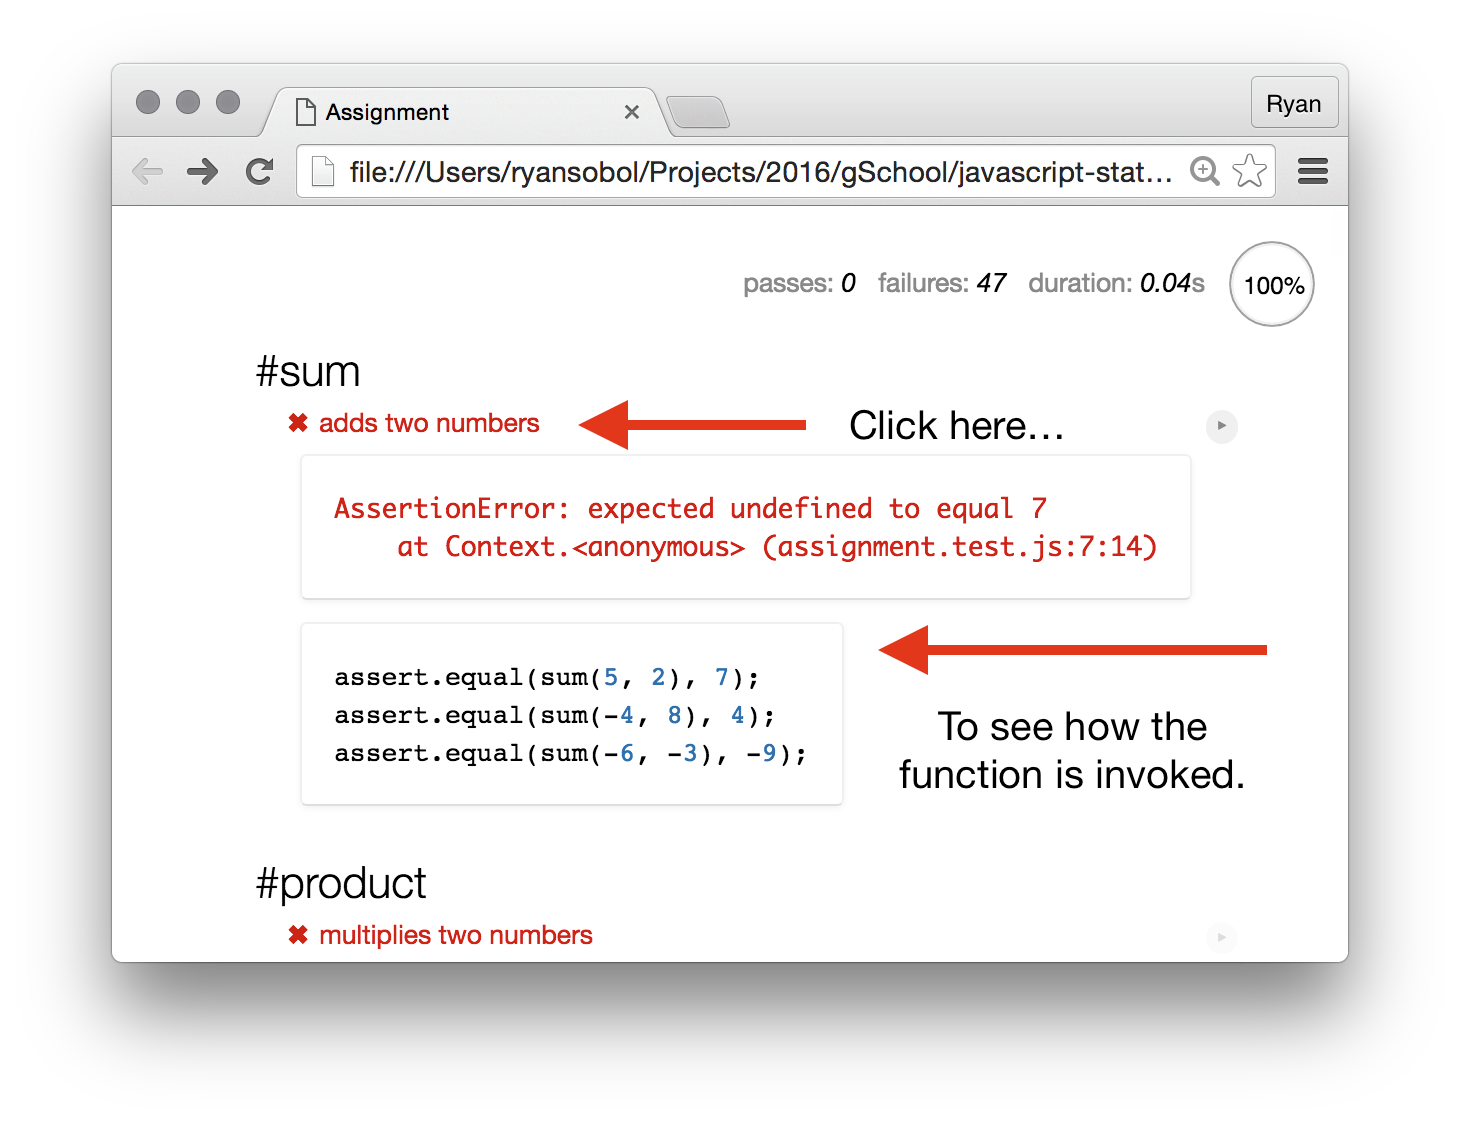 Assignment
Ryan
file:///Users/ryansobol/Projects/2016/gSchool/javascript-stat...
passes: 0 failures: 47 duration: 0.04s 100%
#sum
✖ adds two numbers
Click here...
AssertionError: expected undefined to equal 7
at Context.<anonymous> (assignment.test.js:7:14)
assert.equal(sum(5, 2), 7);
assert.equal(sum(-4, 8), 4);
assert.equal(sum(-6, -3), -9);
To see how the
function is invoked.
#product
✖ multiplies two numbers